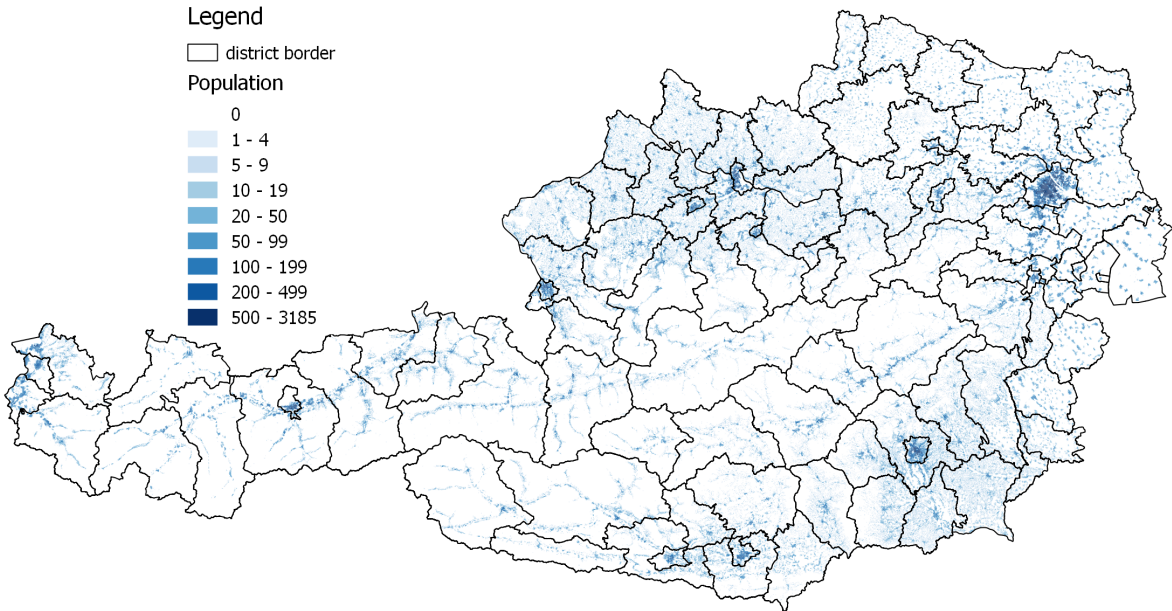 Legend
district border
Population
0
1 - 4
5 - 9
10 - 19
20 - 50
50 - 99
100 - 199
200 - 499
500 - 3185